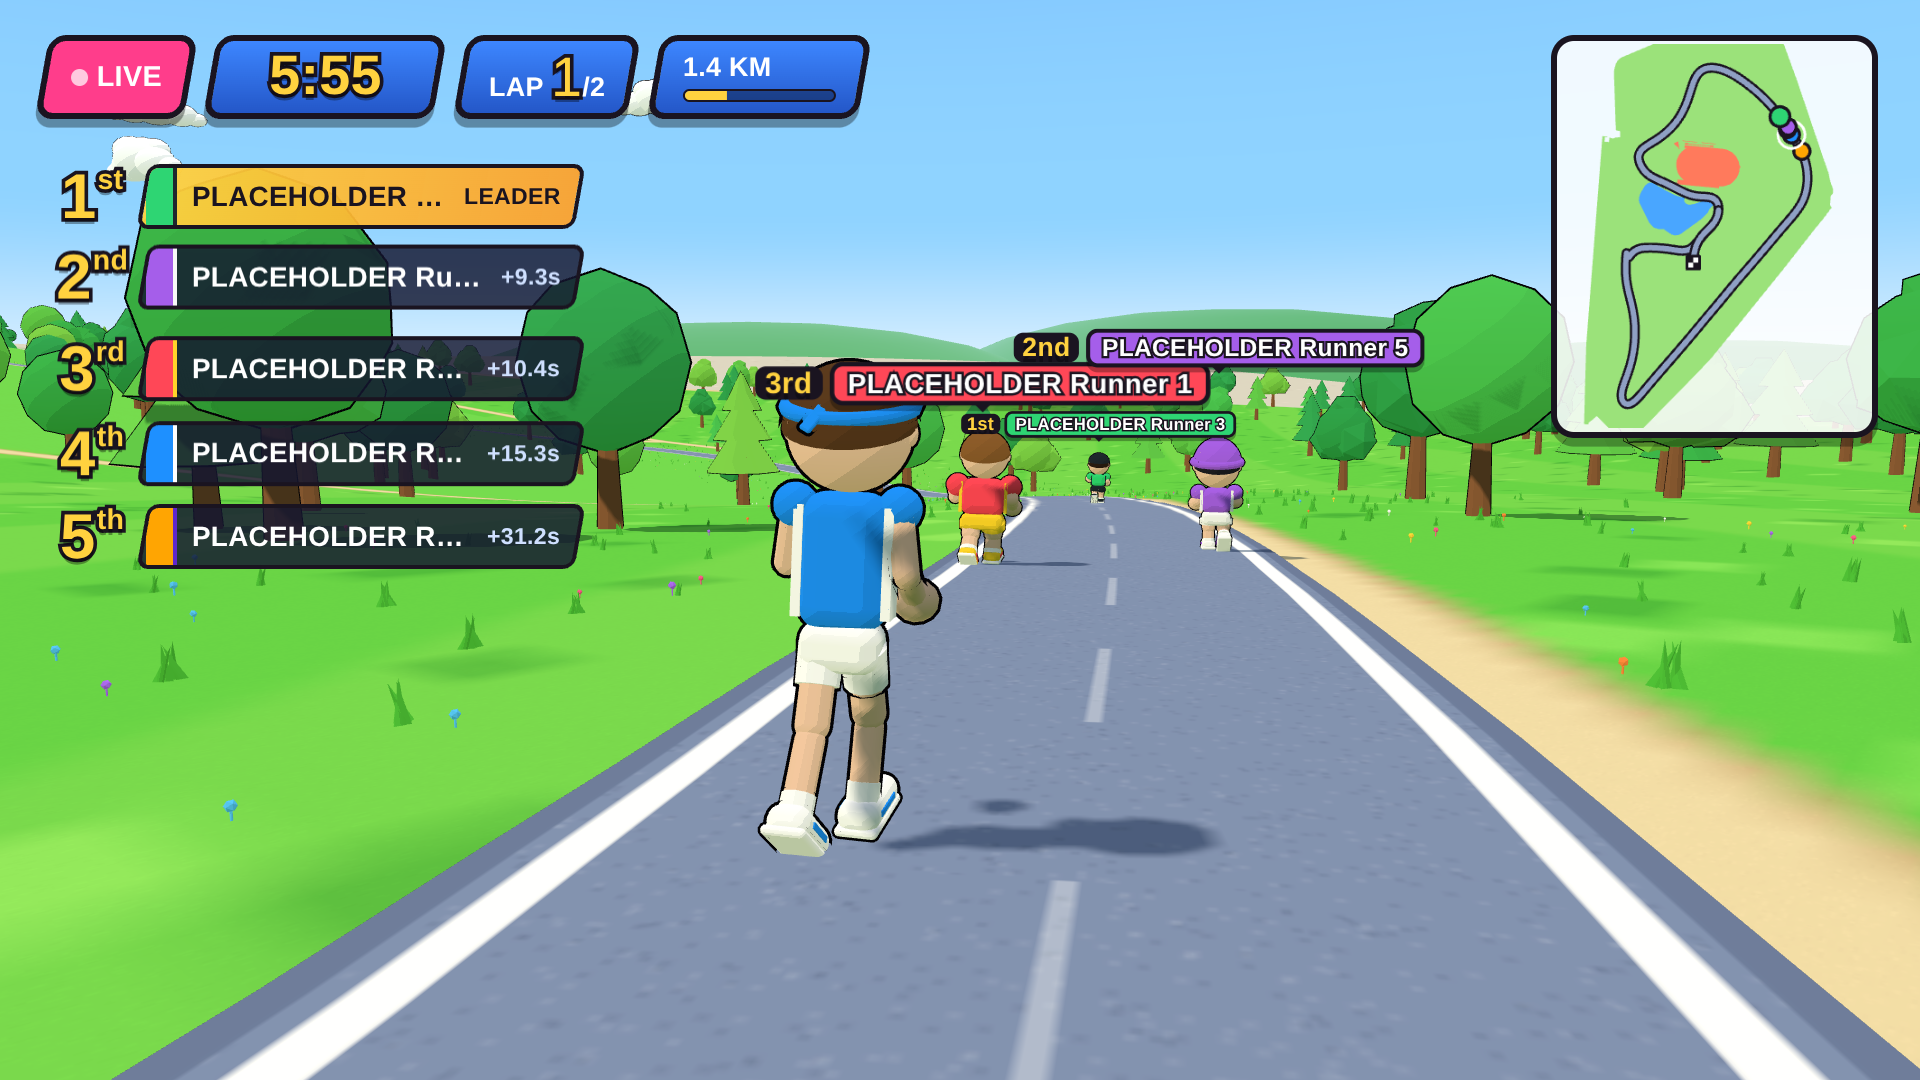 LIVE
5:55
LAP 1/2
1.4 KM
1st PLACEHOLDER ... LEADER
2nd PLACEHOLDER Ru... +9.3s
3rd PLACEHOLDER R... +10.4s
4th PLACEHOLDER R... +15.3s
5th PLACEHOLDER R... +31.2s
2nd PLACEHOLDER Runner 5
3rd PLACEHOLDER Runner 1
1st PLACEHOLDER Runner 3